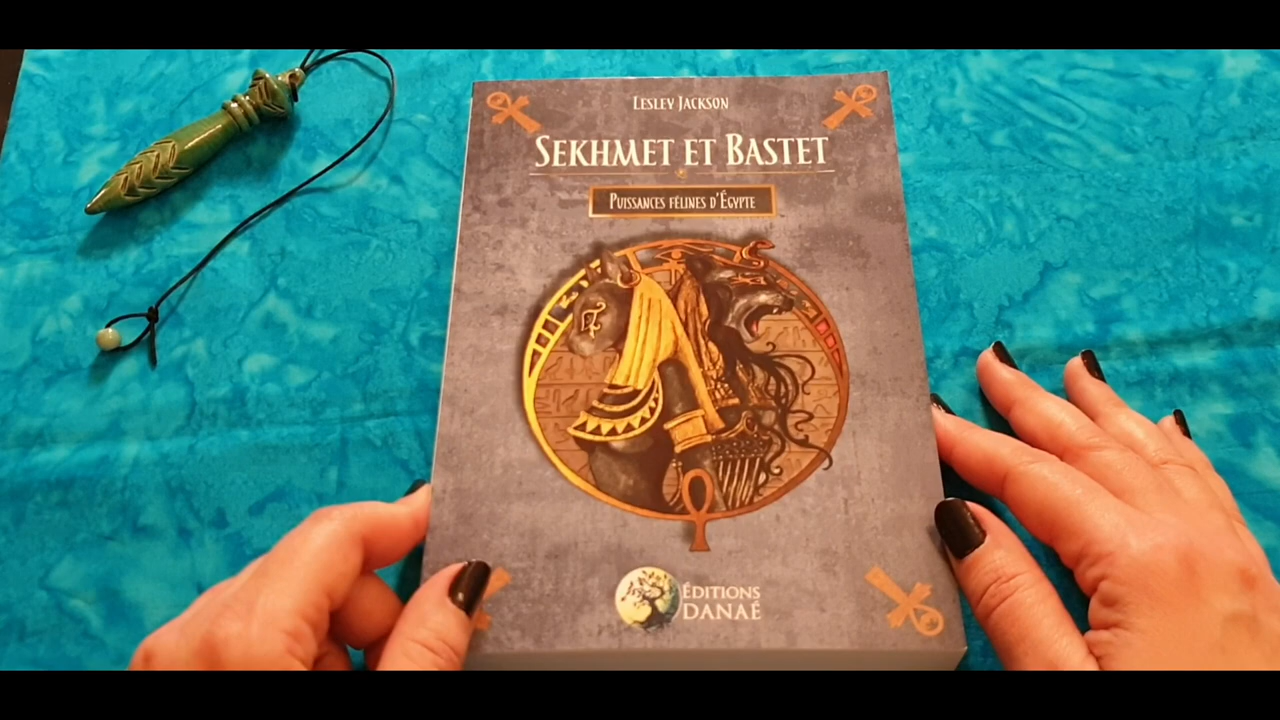 Lesley Jackson
Sekhmet et Bastet
Puissances félines d'Égypte
Éditions
Danaé